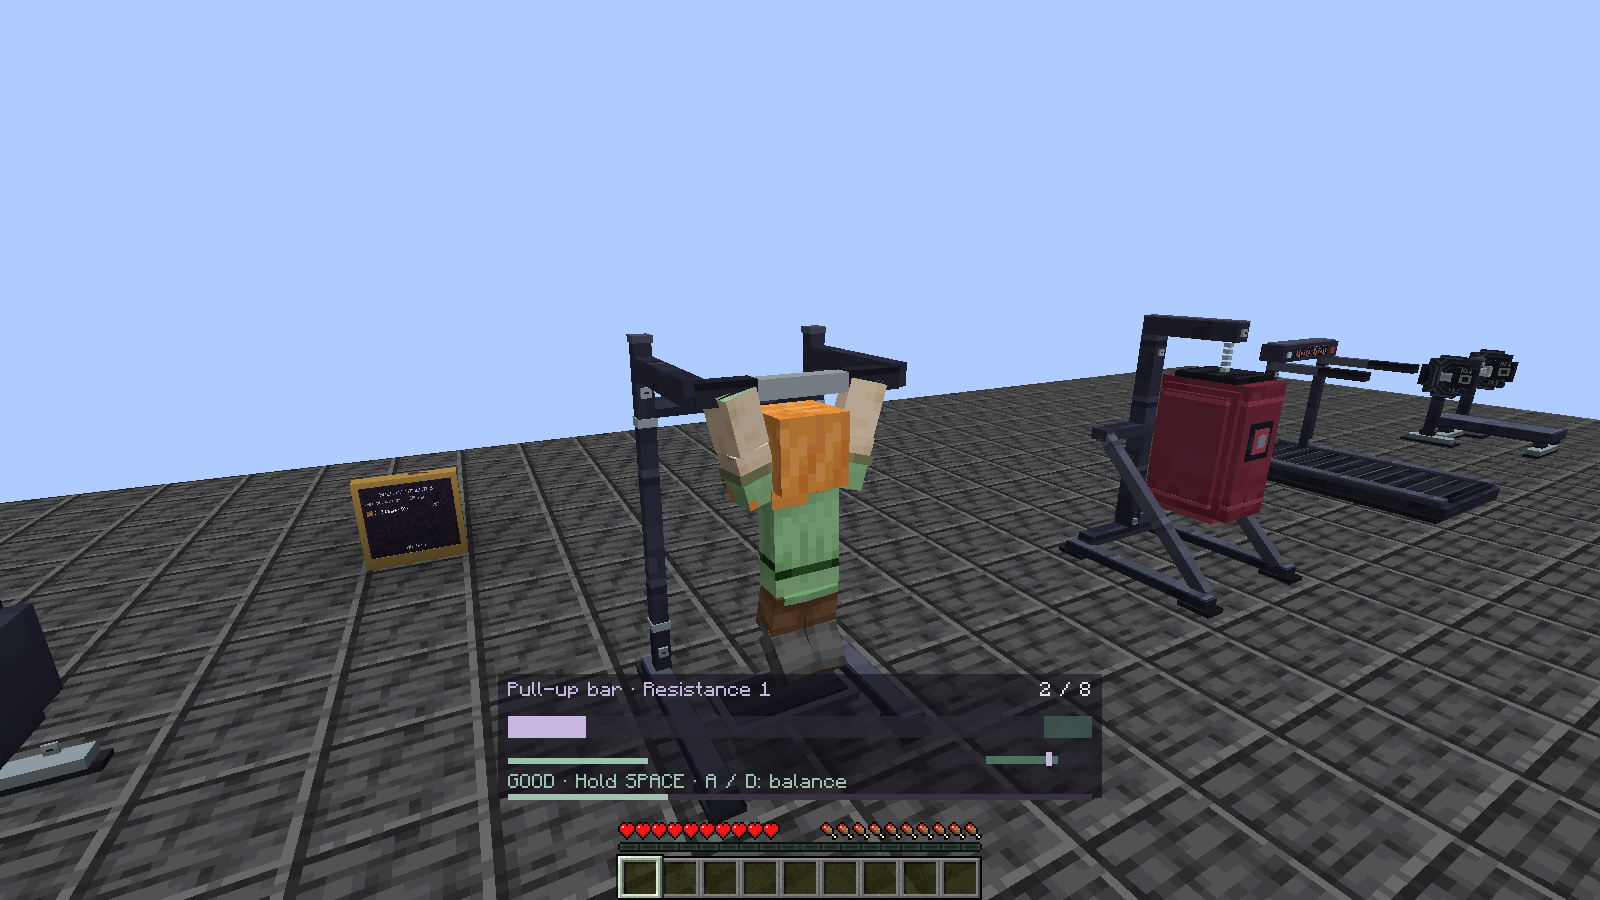 Pull-up bar · Resistance 1
2 / 8
GOOD · Hold SPACE · A / D: balance